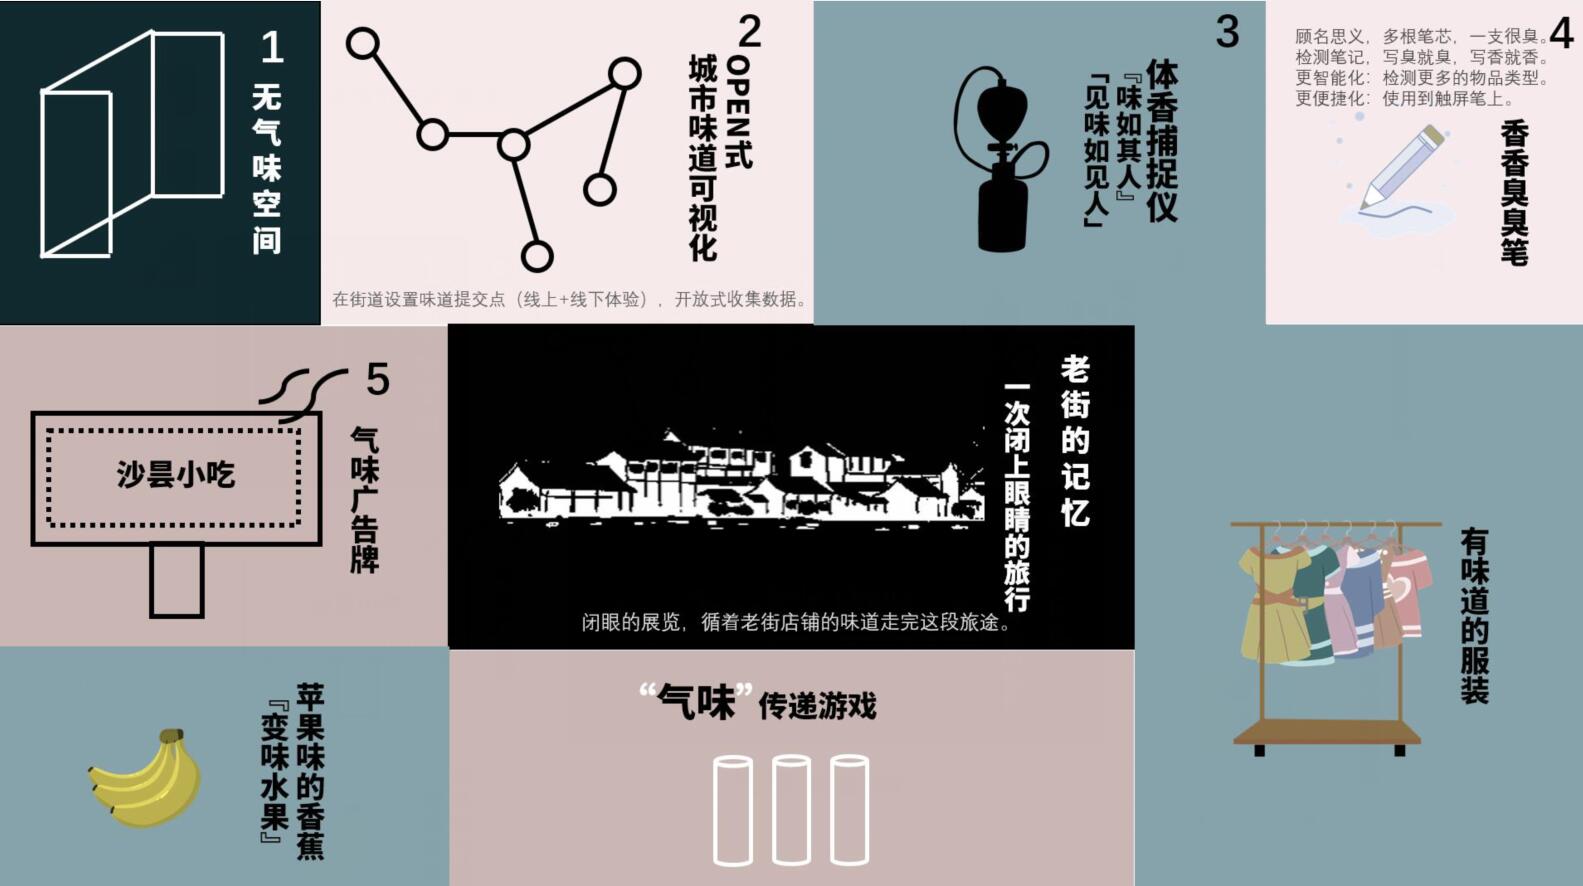 1
无气味空间
2
OPEN式
城市味道可视化
在街道设置味道提交点（线上+线下体验），开放式收集数据。
3
体香捕捉仪
『味如其人』
「见味如见人」
4
顾名思义，多根笔芯，一支很臭。
检测笔记，写臭就臭，写香就香。
更智能化：检测更多的物品类型。
更便捷化：使用到触屏笔上。
香香臭臭笔
5
气味广告牌
沙县小吃
老街的记忆
一次闭上眼睛的旅行
闭眼的展览，循着老街店铺的味道走完这段旅途。
有味道的服装
苹果味的香蕉
『变味水果』
“气味”传递游戏